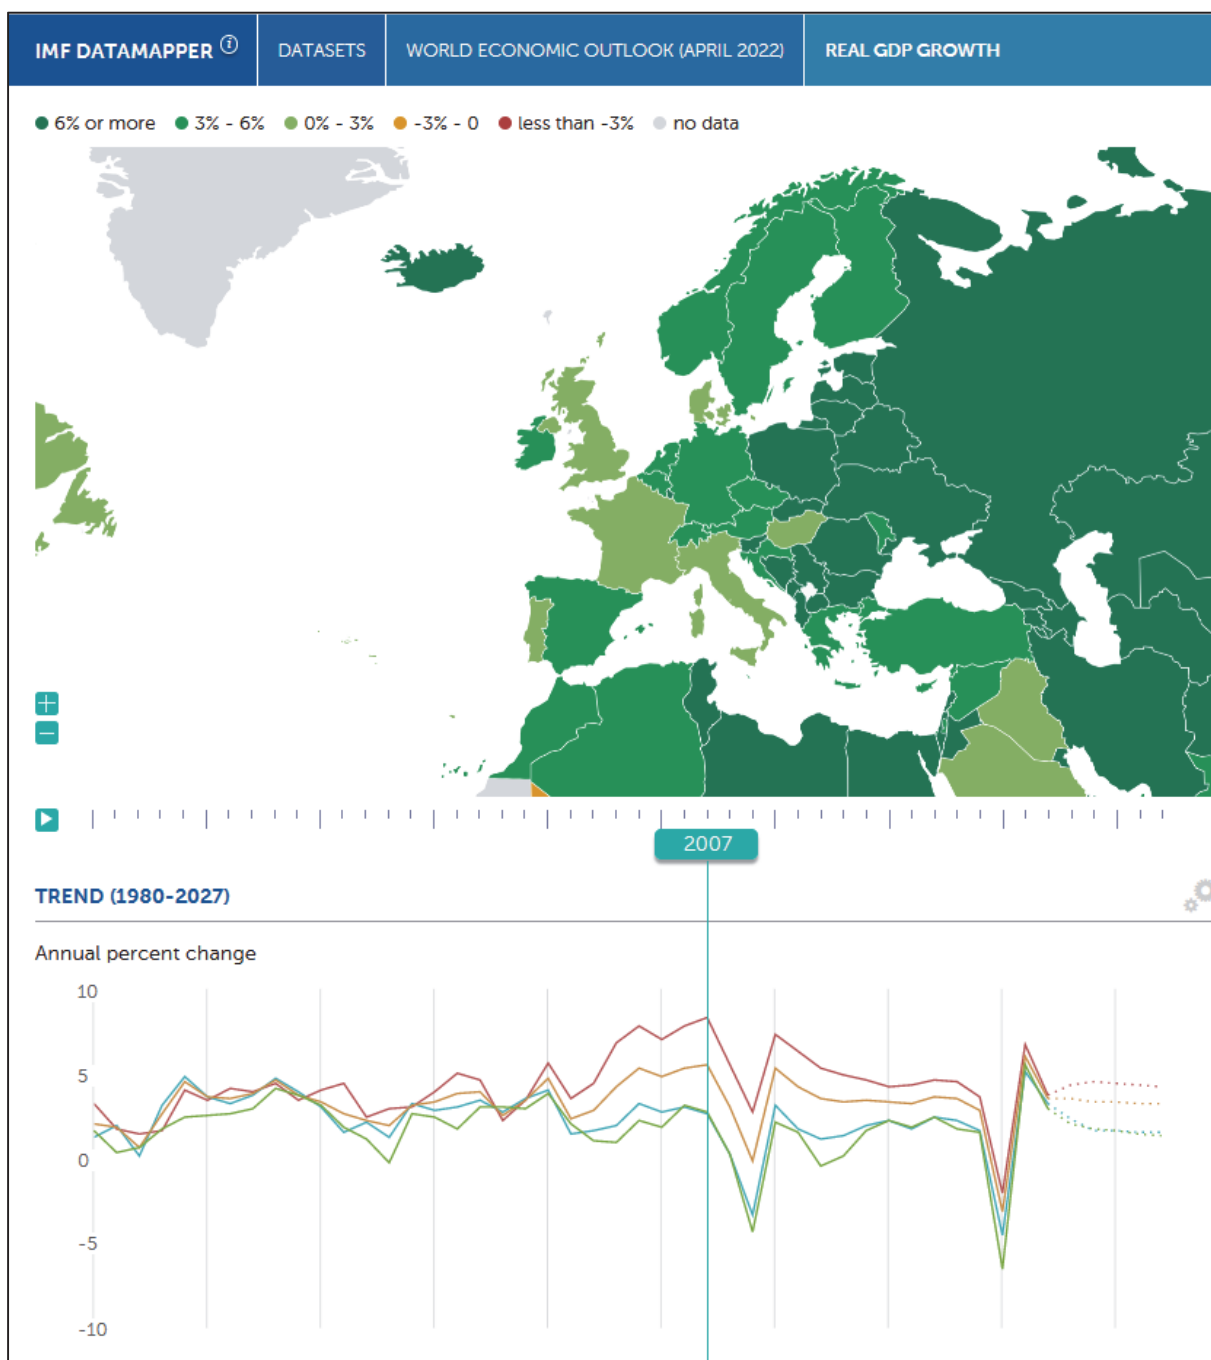 IMF DATAMAPPER i DATASETS WORLD ECONOMIC OUTLOOK (APRIL 2022) REAL GDP GROWTH
6% or more 3% - 6% 0% - 3% -3% - 0 less than -3% no data
+
−
2007
TREND (1980-2027)
Annual percent change
10
5
0
-5
-10